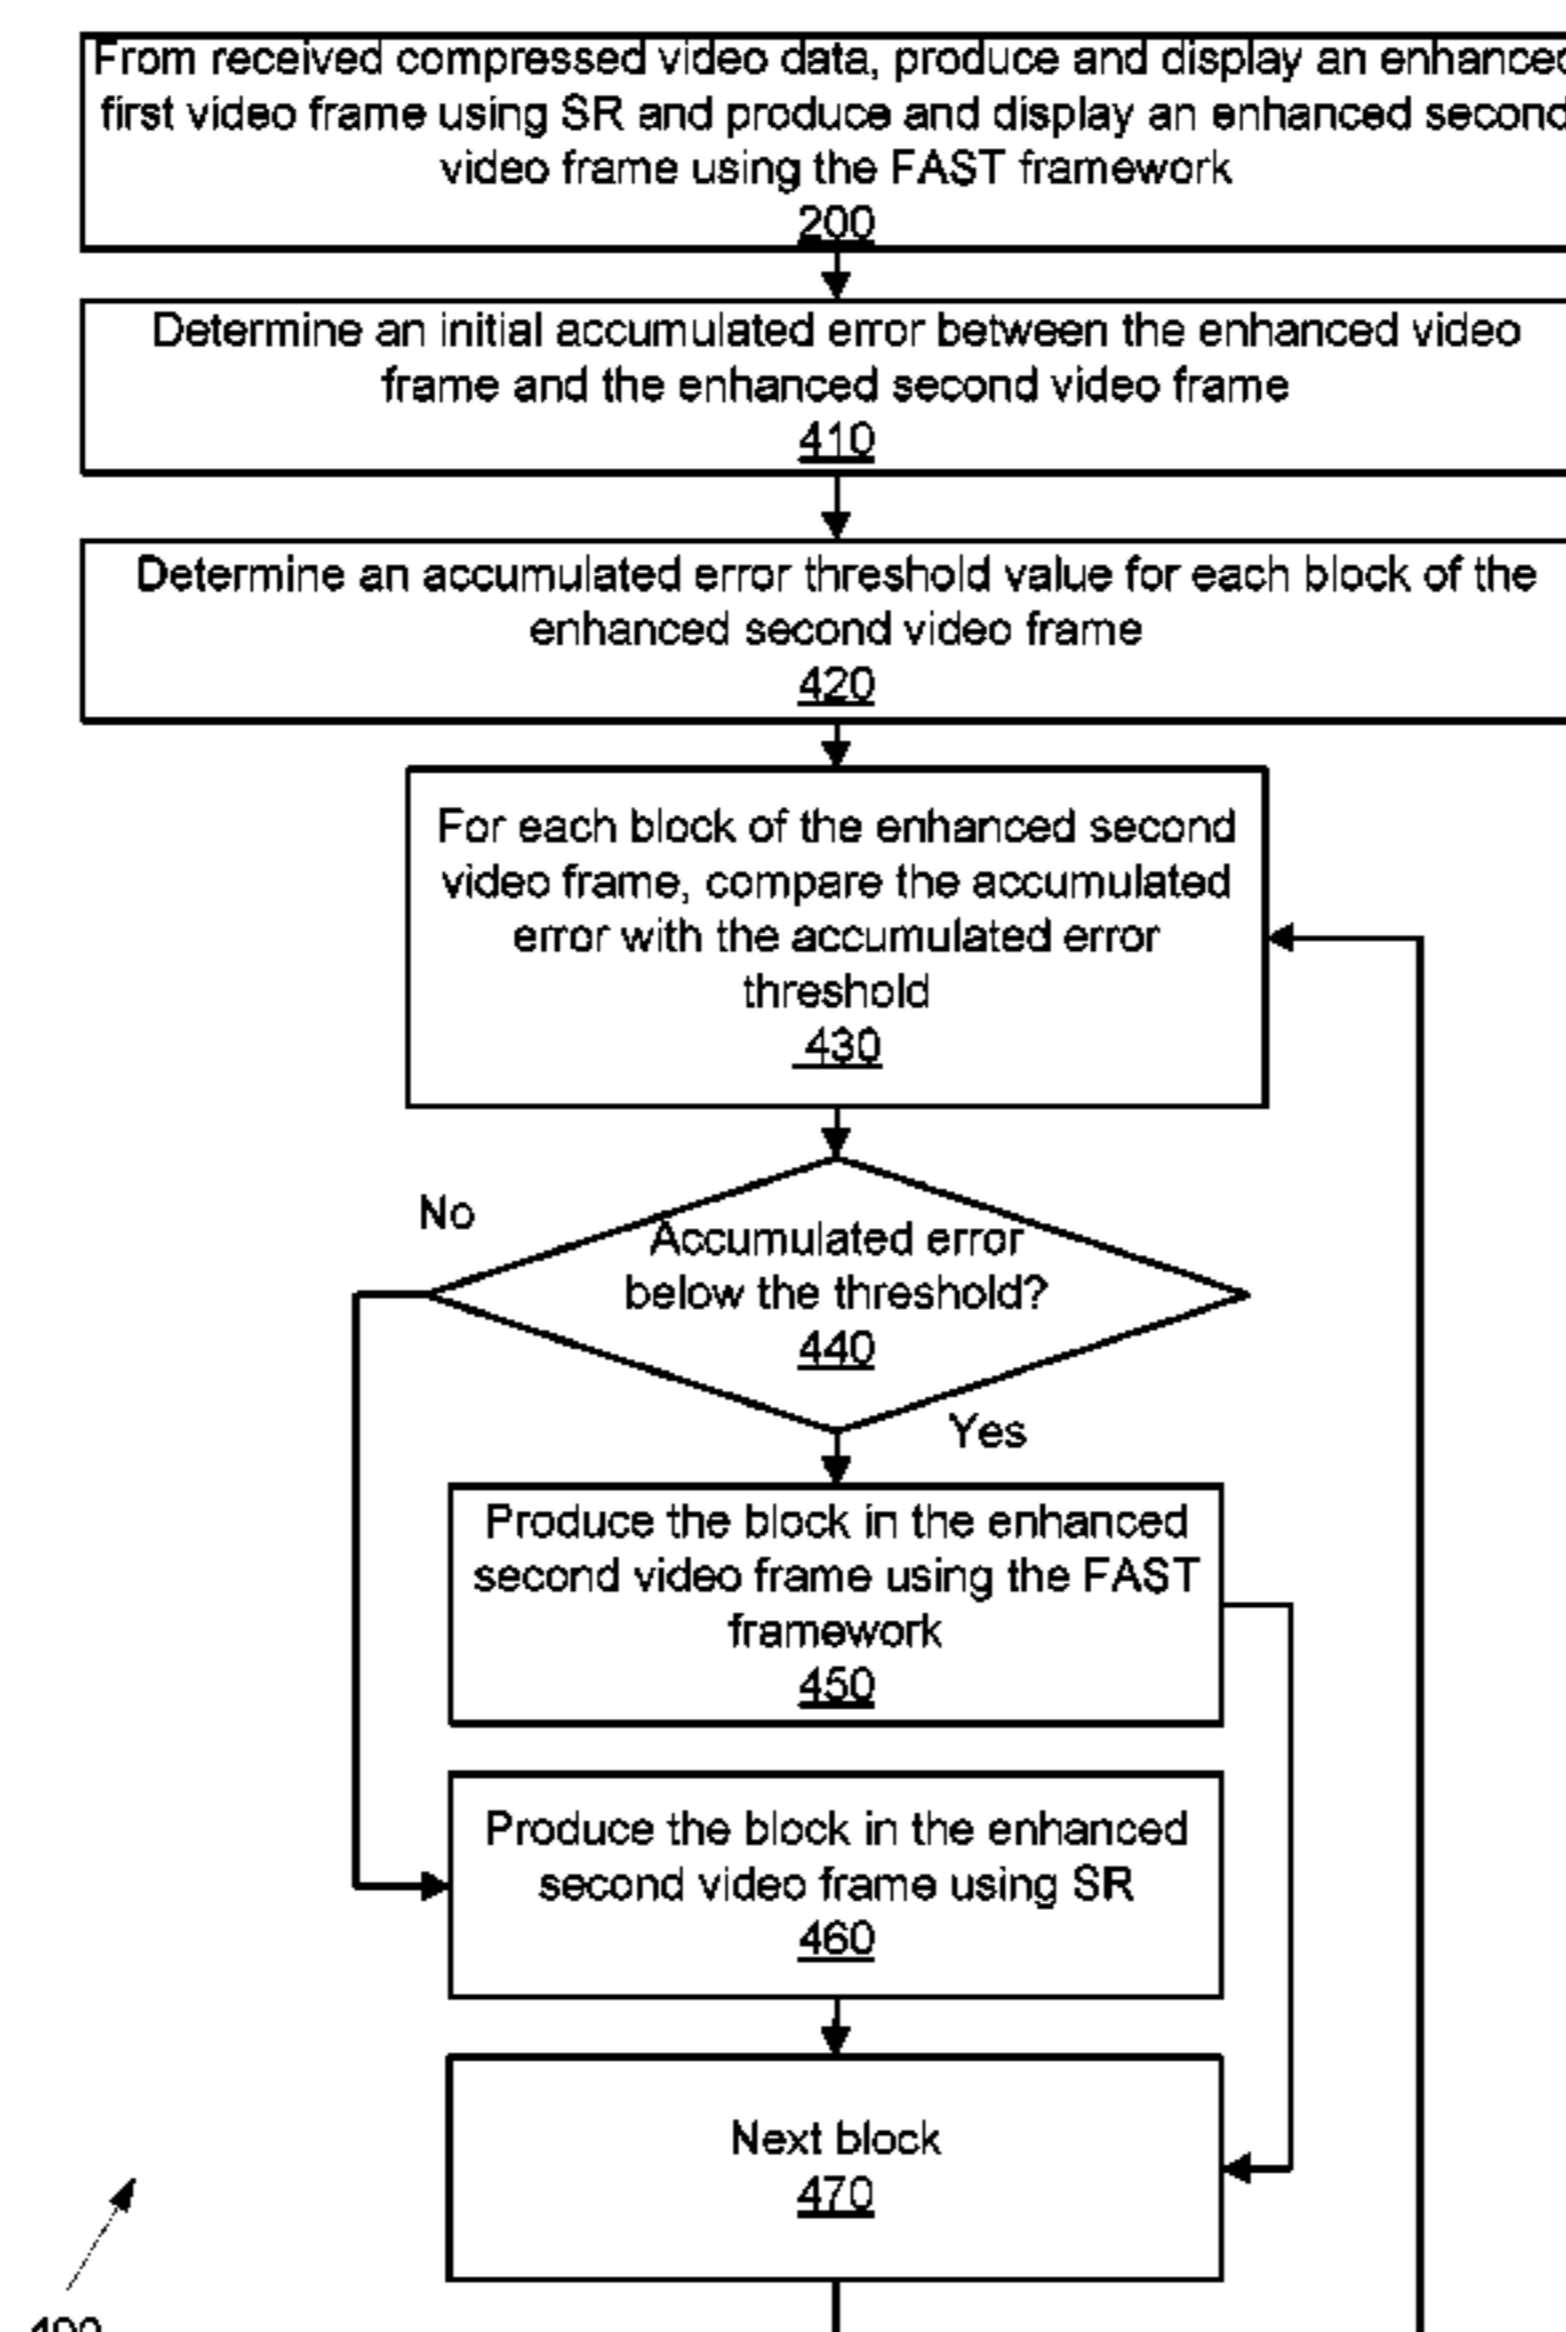 From received compressed video data, produce and display an enhanced
first video frame using SR and produce and display an enhanced second
video frame using the FAST framework
200
Determine an initial accumulated error between the enhanced video
frame and the enhanced second video frame
410
Determine an accumulated error threshold value for each block of the
enhanced second video frame
420
For each block of the enhanced second
video frame, compare the accumulated
error with the accumulated error
threshold
430
No
Accumulated error
below the threshold?
440
Yes
Produce the block in the enhanced
second video frame using the FAST
framework
450
Produce the block in the enhanced
second video frame using SR
460
Next block
470